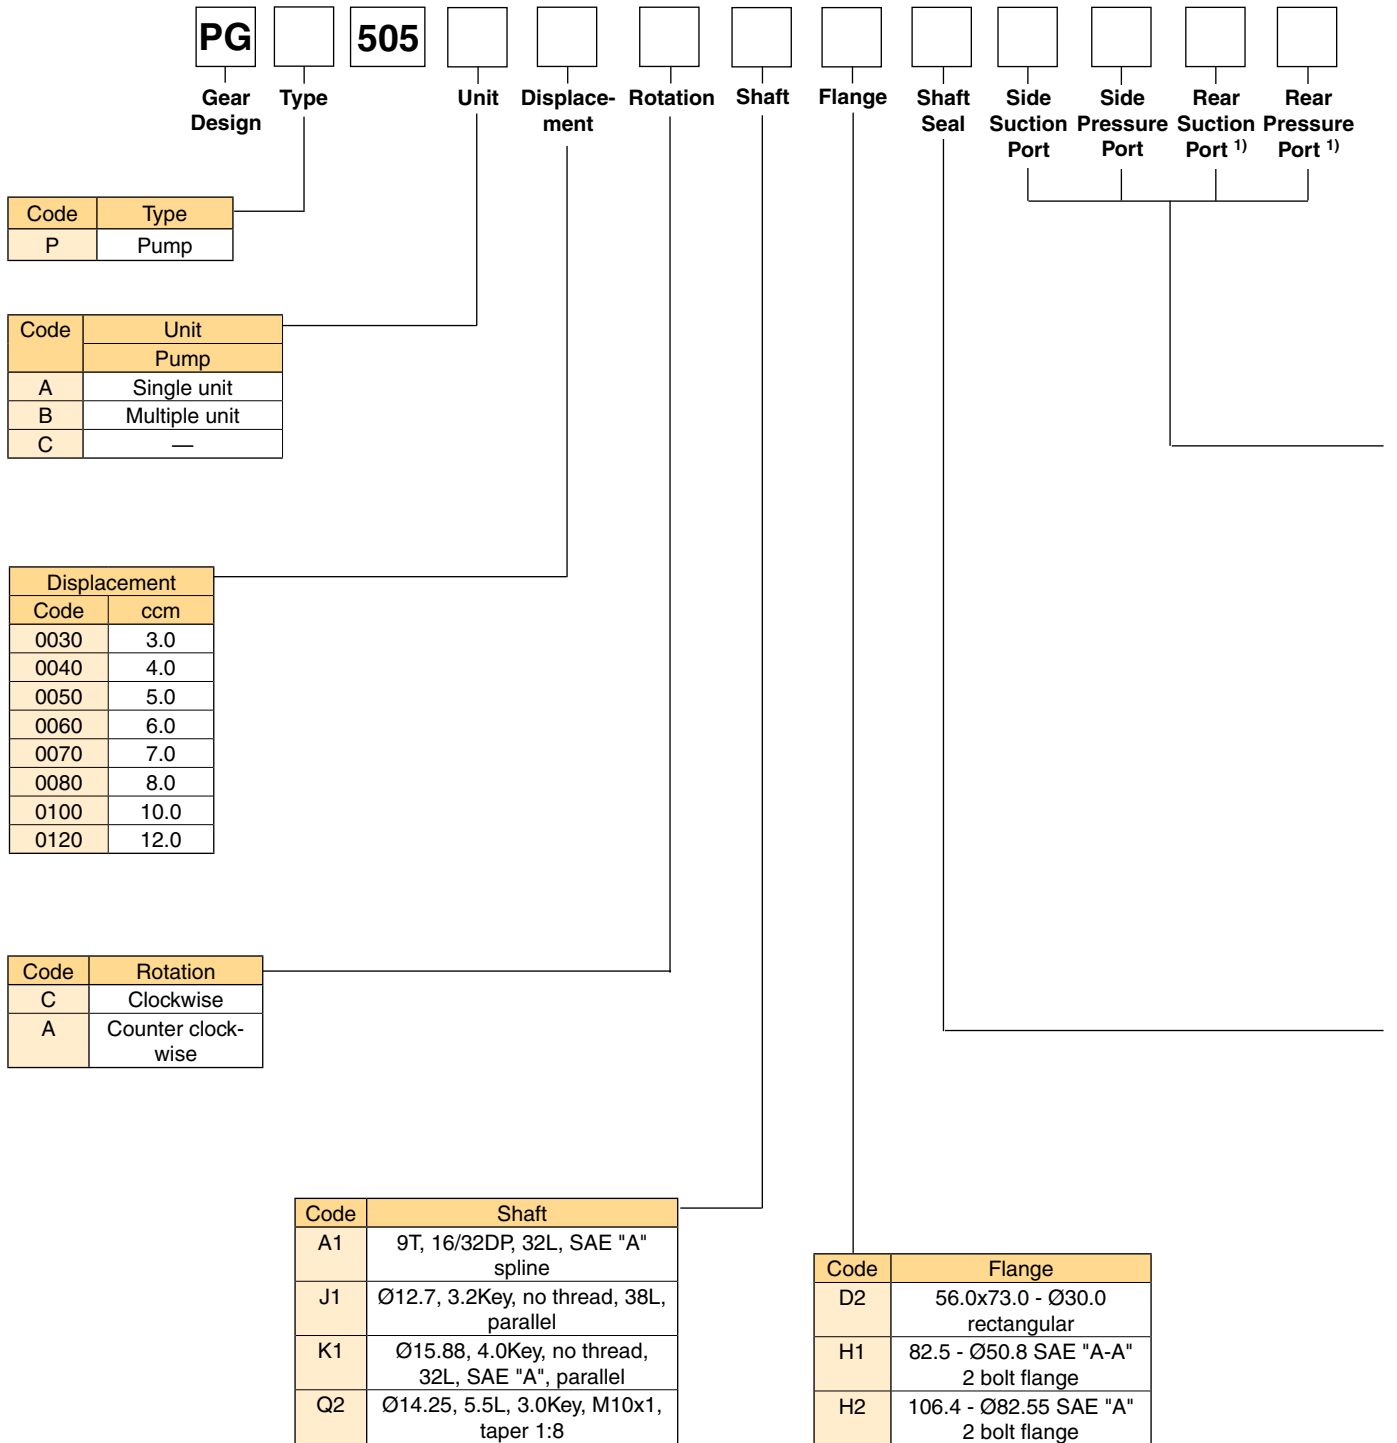 PG 505
Gear Type Unit Displace- Rotation Shaft Flange Shaft Side Side Rear Rear
Design ment Seal Suction Pressure Suction Pressure
Port Port Port 1) Port 1)
Code Type
P Pump
Code Unit
Pump
A Single unit
B Multiple unit
C —
Displacement
Code ccm
0030 3.0
0040 4.0
0050 5.0
0060 6.0
0070 7.0
0080 8.0
0100 10.0
0120 12.0
Code Rotation
C Clockwise
A Counter clock-
wise
Code Shaft
A1 9T, 16/32DP, 32L, SAE "A"
spline
J1 Ø12.7, 3.2Key, no thread, 38L,
parallel
K1 Ø15.88, 4.0Key, no thread,
32L, SAE "A", parallel
Q2 Ø14.25, 5.5L, 3.0Key, M10x1,
taper 1:8
Code Flange
D2 56.0x73.0 - Ø30.0
rectangular
H1 82.5 - Ø50.8 SAE "A-A"
2 bolt flange
H2 106.4 - Ø82.55 SAE "A"
2 bolt flange